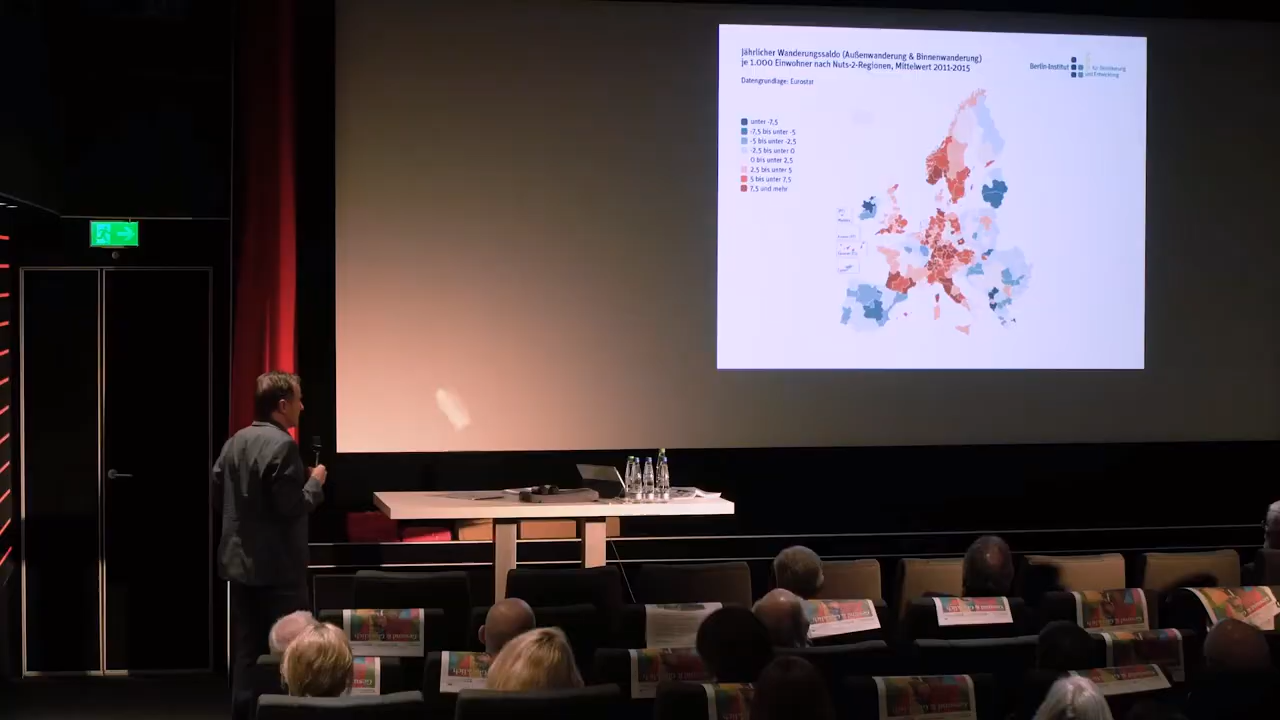 Jährlicher Wanderungssaldo (Außenwanderung & Binnenwanderung)
je 1.000 Einwohner nach Nuts-2-Regionen, Mittelwert 2011-2015
Datengrundlage: Eurostat
Berlin-Institut
für Bevölkerung
und Entwicklung
unter -7,5
-7,5 bis unter -5
-5 bis unter -2,5
-2,5 bis unter 0
0 bis unter 2,5
2,5 bis unter 5
5 bis unter 7,5
7,5 und mehr